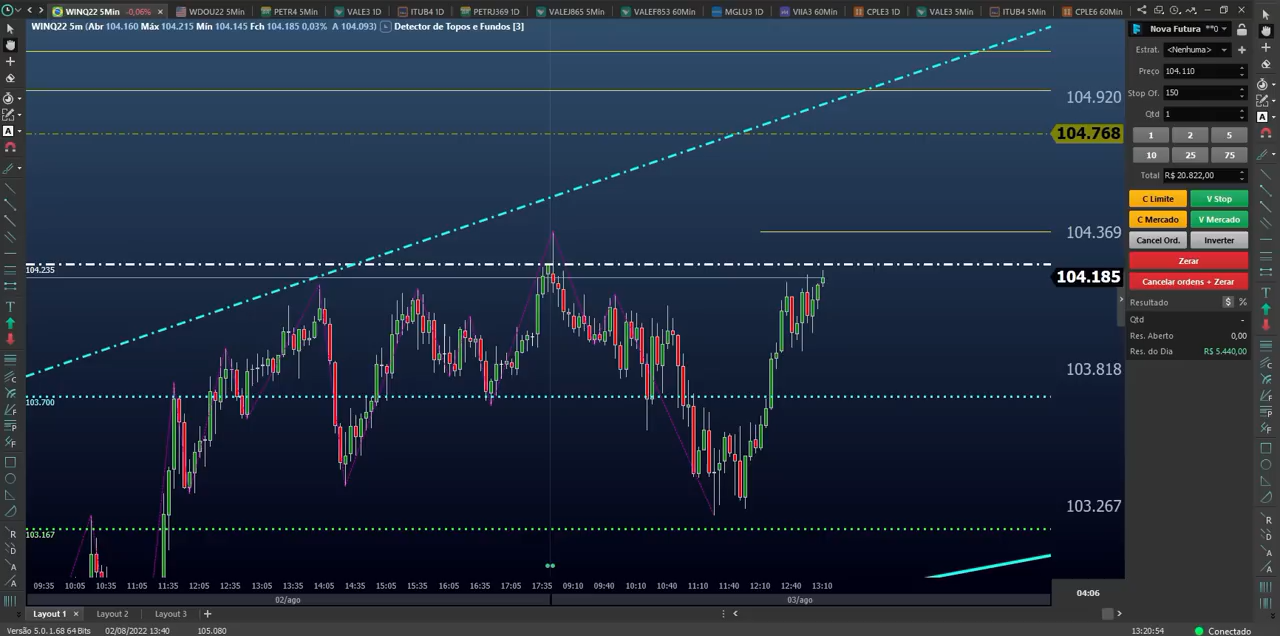 WINQ22 5Min -0,06% ×
WDOU22 5Min
PETR4 5Min
VALE3 1D
ITUB4 1D
PETRJ369 1D
VALEJ865 5Min
VALEF853 60Min
MGLU3 1D
VIIA3 60Min
CPLE3 1D
VALE3 5Min
ITUB4 5Min
CPLE6 60Min
WINQ22 5m (Abr 104.160 Máx 104.215 Min 104.145 Fch 104.185 0,03% A 104.093) Detector de Topos e Fundos [3]
104.920
104.768
104.369
104.235
104.185
103.818
103.700
103.267
103.167
09:35 10:05 10:35 11:05 11:35 12:05 12:35 13:35 14:05 14:35 15:05 15:35 16:05 16:35 17:05 17:35 09:10 09:40 10:10 10:40 11:10 11:40 12:10 12:40 13:10
02/ago 03/ago
04:06
Nova Futura **0
Estrat. <Nenhuma>
Preço 104.110
Stop Of. 150
Qtd 1
1 2 5
10 25 75
Total R$ 20.822,00
C Limite V Stop
C Mercado V Mercado
Cancel Ord. Inverter
Zerar
Cancelar ordens + Zerar
Resultado $ %
Qtd -
Res. Aberto 0,00
Res. do Dia R$ 5.440,00
Layout 1 × Layout 2 Layout 3 +
Versão 5.0.1.68 64 Bits 02/08/2022 13:40 105.080 13:20:54 Conectado